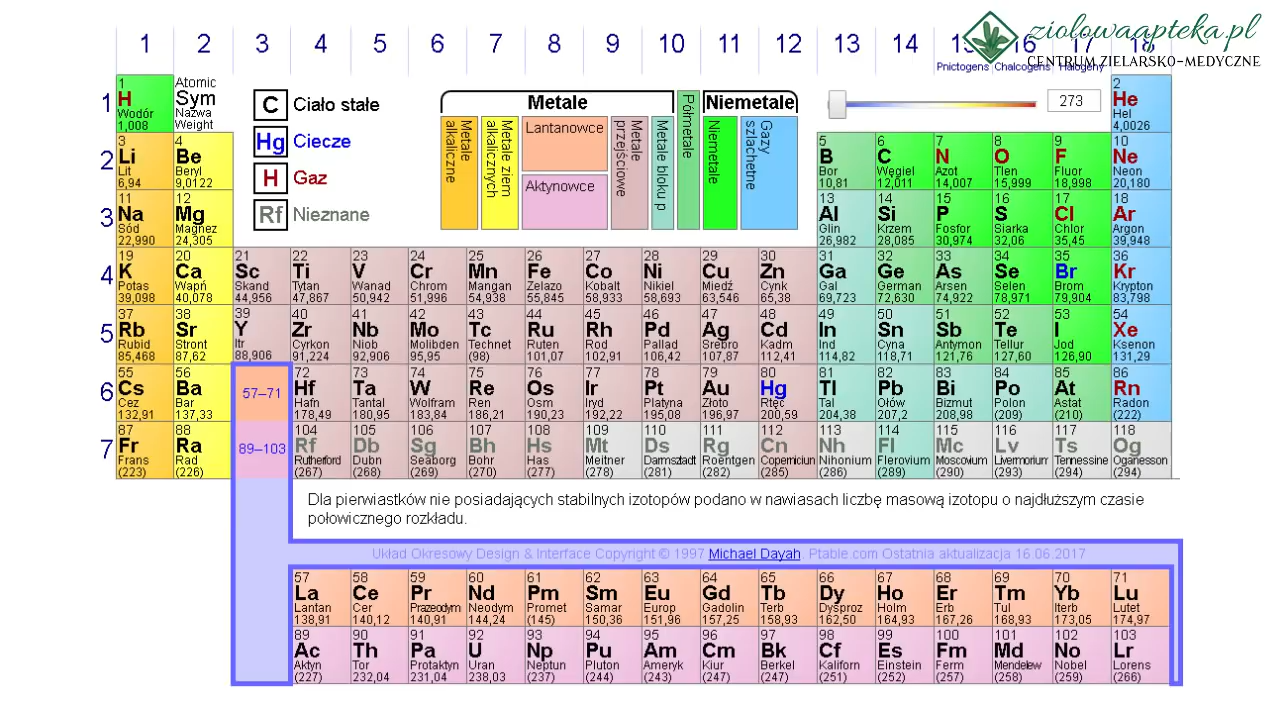 1 2 3 4 5 6 7 8 9 10 11 12 13 14 15 16 17 18
ziolowaapteka.pl
CENTRUM ZIELARSKO-MEDYCZNE
Pnictogens Chalcogens Halogeny
273
Atomic
Sym
Nazwa
Weight
C Ciało stałe
Hg Ciecze
H Gaz
Rf Nieznane
Metale
Półmetale
Niemetale
Metale alkaliczne
Metale ziem alkalicznych
Lantanowce
Aktynowce
Metale przejściowe
Metale bloku p
Niemetale
Gazy szlachetne
1
1 H Wodór 1,008
2 He Hel 4,0026
2
3 Li Lit 6,94
4 Be Beryl 9,0122
5 B Bor 10,81
6 C Węgiel 12,011
7 N Azot 14,007
8 O Tlen 15,999
9 F Fluor 18,998
10 Ne Neon 20,180
3
11 Na Sód 22,990
12 Mg Magnez 24,305
13 Al Glin 26,982
14 Si Krzem 28,085
15 P Fosfor 30,974
16 S Siarka 32,06
17 Cl Chlor 35,45
18 Ar Argon 39,948
4
19 K Potas 39,098
20 Ca Wapń 40,078
21 Sc Skand 44,956
22 Ti Tytan 47,867
23 V Wanad 50,942
24 Cr Chrom 51,996
25 Mn Mangan 54,938
26 Fe Żelazo 55,845
27 Co Kobalt 58,933
28 Ni Nikiel 58,693
29 Cu Miedź 63,546
30 Zn Cynk 65,38
31 Ga Gal 69,723
32 Ge German 72,630
33 As Arsen 74,922
34 Se Selen 78,971
35 Br Brom 79,904
36 Kr Krypton 83,798
5
37 Rb Rubid 85,468
38 Sr Stront 87,62
39 Y Itr 88,906
40 Zr Cyrkon 91,224
41 Nb Niob 92,906
42 Mo Molibden 95,95
43 Tc Technet (98)
44 Ru Ruten 101,07
45 Rh Rod 102,91
46 Pd Pallad 106,42
47 Ag Srebro 107,87
48 Cd Kadm 112,41
49 In Ind 114,82
50 Sn Cyna 118,71
51 Sb Antymon 121,76
52 Te Tellur 127,60
53 I Jod 126,90
54 Xe Ksenon 131,29
6
55 Cs Cez 132,91
56 Ba Bar 137,33
57–71
72 Hf Hafn 178,49
73 Ta Tantal 180,95
74 W Wolfram 183,84
75 Re Ren 186,21
76 Os Osm 190,23
77 Ir Iryd 192,22
78 Pt Platyna 195,08
79 Au Złoto 196,97
80 Hg Rtęć 200,59
81 Tl Tal 204,38
82 Pb Ołów 207,2
83 Bi Bizmut 208,98
84 Po Polon (209)
85 At Astat (210)
86 Rn Radon (222)
7
87 Fr Frans (223)
88 Ra Rad (226)
89–103
104 Rf Rutherford (267)
105 Db Dubn (268)
106 Sg Seaborg (269)
107 Bh Bohr (270)
108 Hs Has (277)
109 Mt Meitner (278)
110 Ds Darmsztadt (281)
111 Rg Roentgen (282)
112 Cn Copernicium (285)
113 Nh Nihonium (286)
114 Fl Flerovium (289)
115 Mc Moscovium (290)
116 Lv Livermorium (293)
117 Ts Tennessine (294)
118 Og Oganesson (294)
Dla pierwiastków nie posiadających stabilnych izotopów podano w nawiasach liczbę masową izotopu o najdłuższym czasie
połowicznego rozkładu.
Układ Okresowy Design & Interface Copyright © 1997 Michael Dayah. Ptable.com Ostatnia aktualizacja 16.06.2017
57 La Lantan 138,91
58 Ce Cer 140,12
59 Pr Prazeodym 140,91
60 Nd Neodym 144,24
61 Pm Promet (145)
62 Sm Samar 150,36
63 Eu Europ 151,96
64 Gd Gadolin 157,25
65 Tb Terb 158,93
66 Dy Dysproz 162,50
67 Ho Holm 164,93
68 Er Erb 167,26
69 Tm Tul 168,93
70 Yb Iterb 173,05
71 Lu Lutet 174,97
89 Ac Aktyn (227)
90 Th Tor 232,04
91 Pa Protaktyn 231,04
92 U Uran 238,03
93 Np Neptun (237)
94 Pu Pluton (244)
95 Am Ameryk (243)
96 Cm Kiur (247)
97 Bk Berkel (247)
98 Cf Kaliforn (251)
99 Es Einstein (252)
100 Fm Ferm (257)
101 Md Mendelew (258)
102 No Nobel (259)
103 Lr Lorens (266)